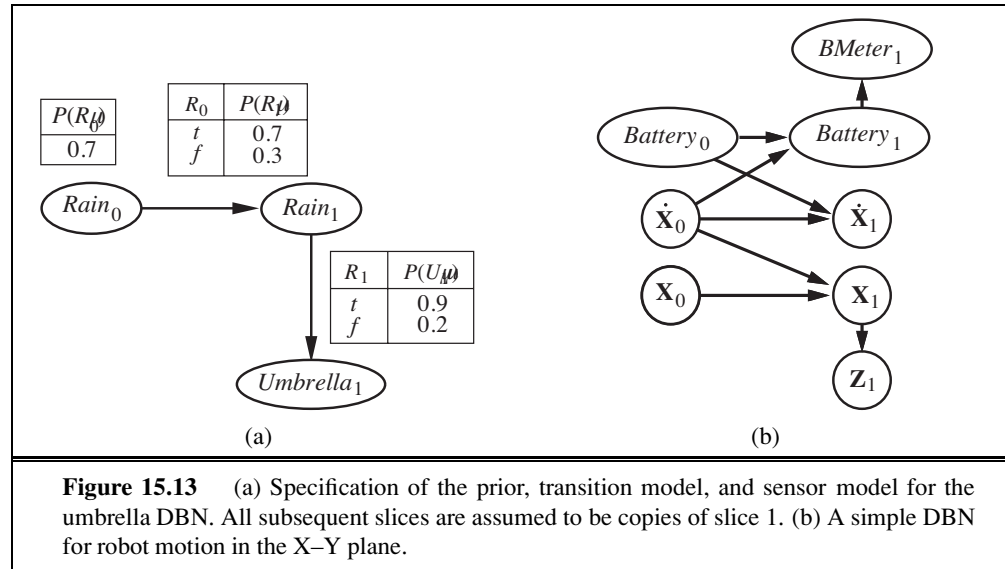 BMeter₁
P(R₀)
0.7
R₀ P(R₁)
t 0.7
f 0.3
Rain₀
Rain₁
R₁ P(U₁)
t 0.9
f 0.2
Umbrella₁
(a)
Battery₀
Battery₁
Ẋ₀
Ẋ₁
X₀
X₁
Z₁
(b)
Figure 15.13 (a) Specification of the prior, transition model, and sensor model for the
umbrella DBN. All subsequent slices are assumed to be copies of slice 1. (b) A simple DBN
for robot motion in the X–Y plane.